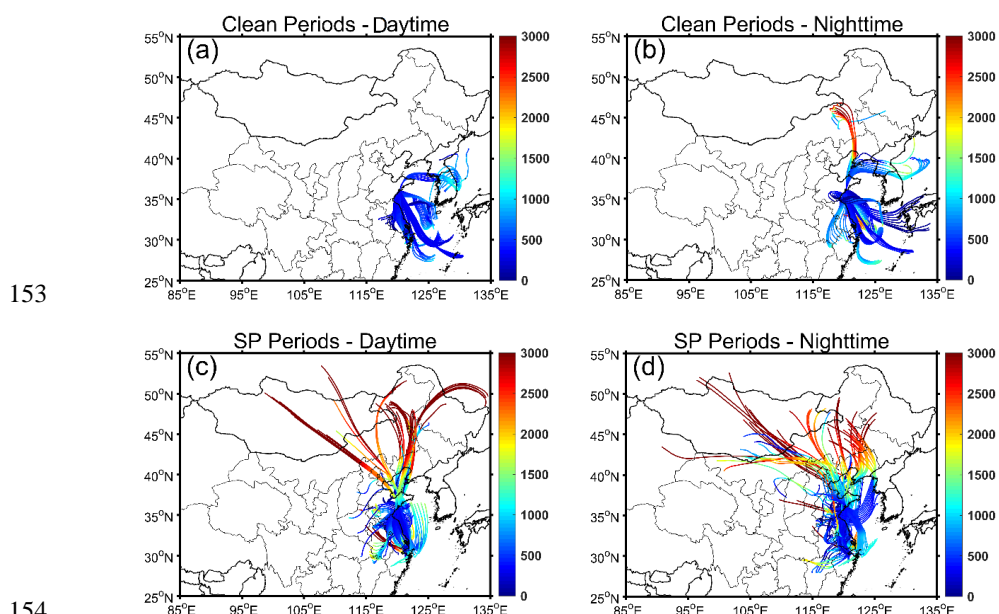 Clean Periods - Daytime
Clean Periods - Nighttime
55°N
(a)
3000
55°N
(b)
3000
50°N
2500
50°N
2500
45°N
2000
45°N
2000
40°N
1500
40°N
1500
35°N
1000
35°N
1000
30°N
500
30°N
500
25°N
0
25°N
0
153
85°E
95°E
105°E
115°E
125°E
135°E
85°E
95°E
105°E
115°E
125°E
135°E
SP Periods - Daytime
SP Periods - Nighttime
55°N
(c)
3000
55°N
(d)
3000
50°N
2500
50°N
2500
45°N
2000
45°N
2000
40°N
1500
40°N
1500
35°N
1000
35°N
1000
30°N
500
30°N
500
25°N
0
25°N
0
154
85°E
95°E
105°E
115°E
125°E
135°E
85°E
95°E
105°E
115°E
125°E
135°E